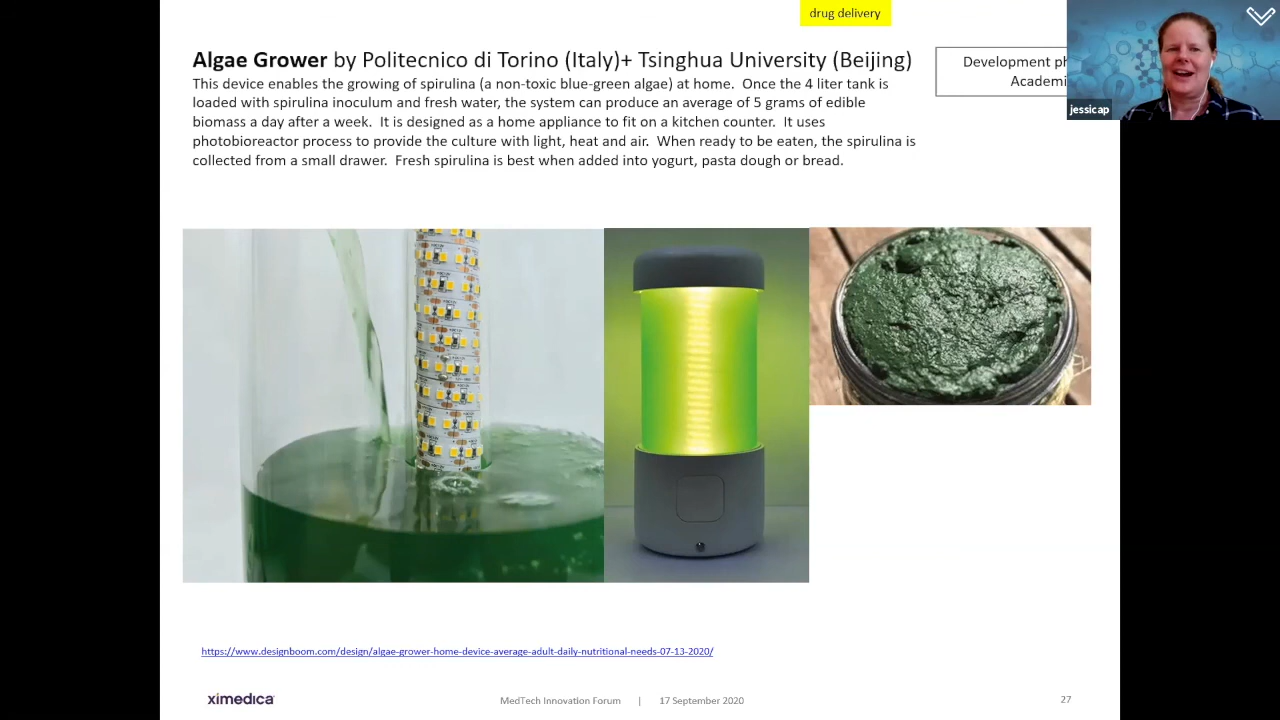 drug delivery
Algae Grower by Politecnico di Torino (Italy)+ Tsinghua University (Beijing)
This device enables the growing of spirulina (a non-toxic blue-green algae) at home.  Once the 4 liter tank is
loaded with spirulina inoculum and fresh water, the system can produce an average of 5 grams of edible
biomass a day after a week.  It is designed as a home appliance to fit on a kitchen counter.  It uses
photobioreactor process to provide the culture with light, heat and air.  When ready to be eaten, the spirulina is
collected from a small drawer.  Fresh spirulina is best when added into yogurt, pasta dough or bread.
Development ph
Academi
jessicap
https://www.designboom.com/design/algae-grower-home-device-average-adult-daily-nutritional-needs-07-13-2020/
ximedica
MedTech Innovation Forum | 17 September 2020
27